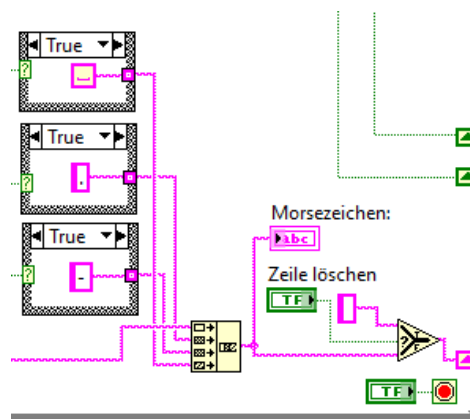 True
True
.
True
-
Morsezeichen:
abc
Zeile löschen
TF
?
T
F
TF